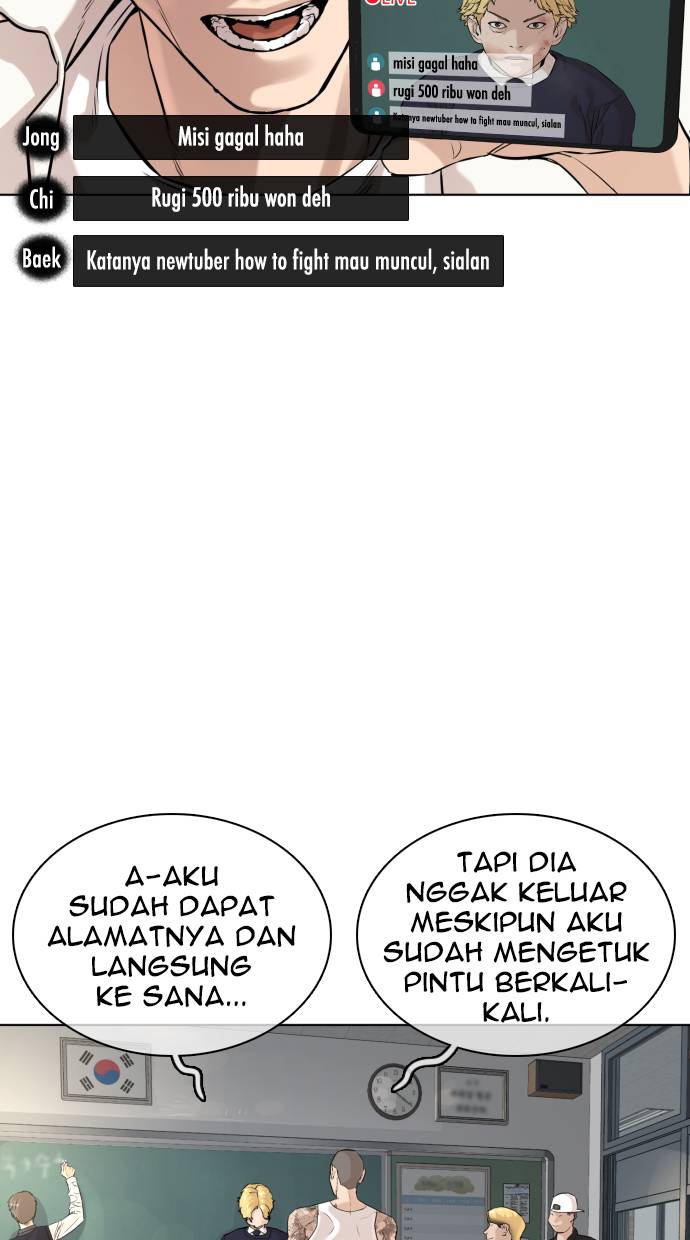 LIVE
misi gagal haha
rugi 500 ribu won deh
Katanya newtuber how to fight mau muncul, sialan
Jong
Misi gagal haha
Chi
Rugi 500 ribu won deh
Baek
Katanya newtuber how to fight mau muncul, sialan
A-AKU
SUDAH DAPAT
ALAMATNYA DAN
LANGSUNG
KE SANA...
TAPI DIA
NGGAK KELUAR
MESKIPUN AKU
SUDAH MENGETUK
PINTU BERKALI-
KALI.